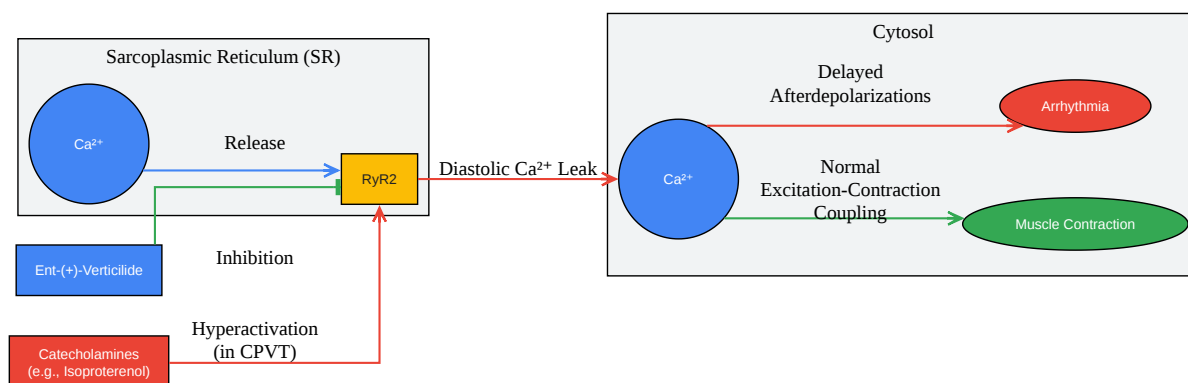 Sarcoplasmic Reticulum (SR)
Ca²⁺
Release
RyR2
Ent-(+)-Verticilide
Inhibition
Hyperactivation
(in CPVT)
Catecholamines
(e.g., Isoproterenol)
Diastolic Ca²⁺ Leak
Cytosol
Ca²⁺
Delayed
Afterdepolarizations
Arrhythmia
Normal
Excitation-Contraction
Coupling
Muscle Contraction